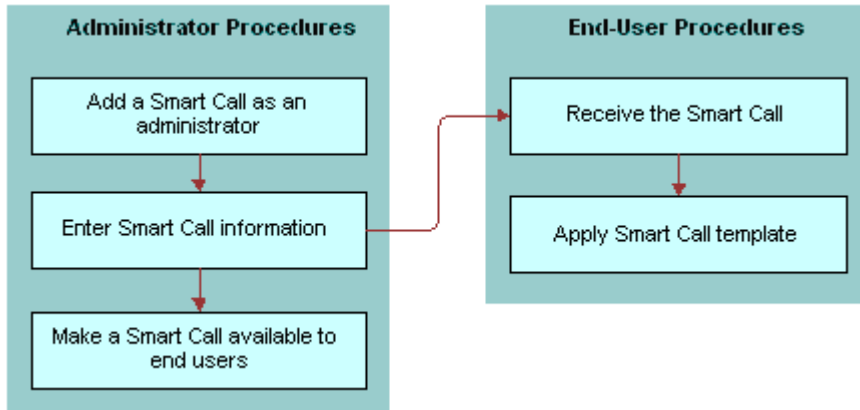 Administrator Procedures
Add a Smart Call as an
administrator
Enter Smart Call information
Make a Smart Call available to
end users
End-User Procedures
Receive the Smart Call
Apply Smart Call template